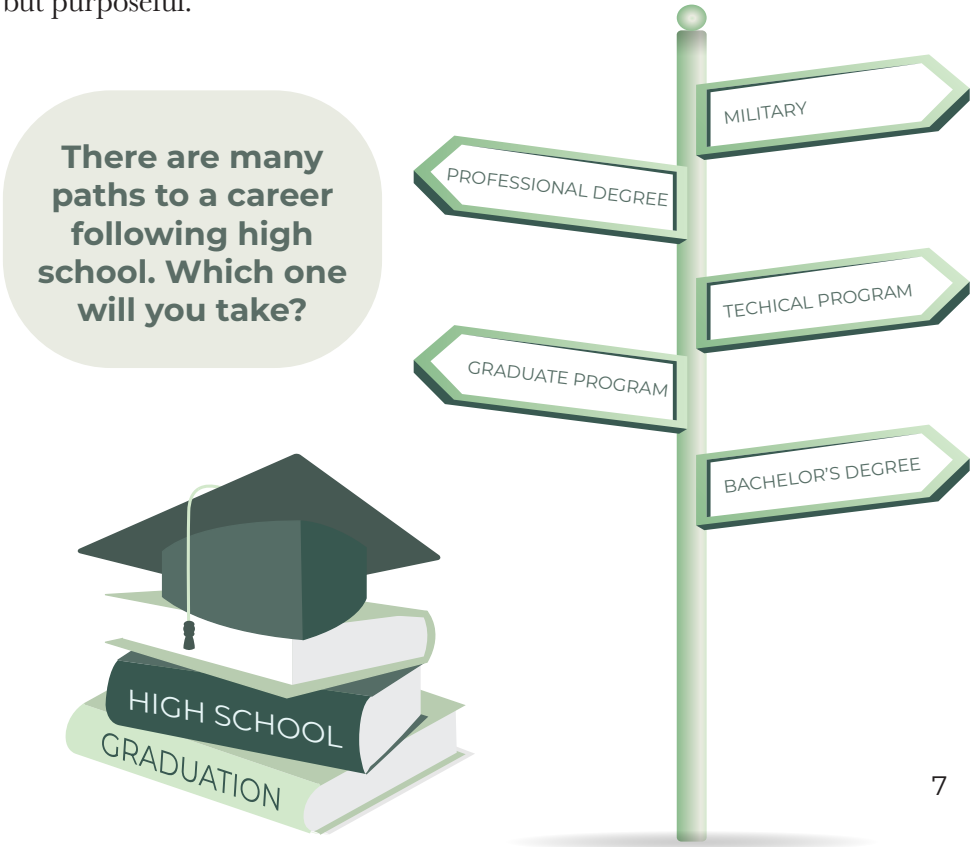 but purposeful.
There are many
paths to a career
following high
school. Which one
will you take?
MILITARY
PROFESSIONAL DEGREE
TECHICAL PROGRAM
GRADUATE PROGRAM
BACHELOR'S DEGREE
HIGH SCHOOL
GRADUATION
7